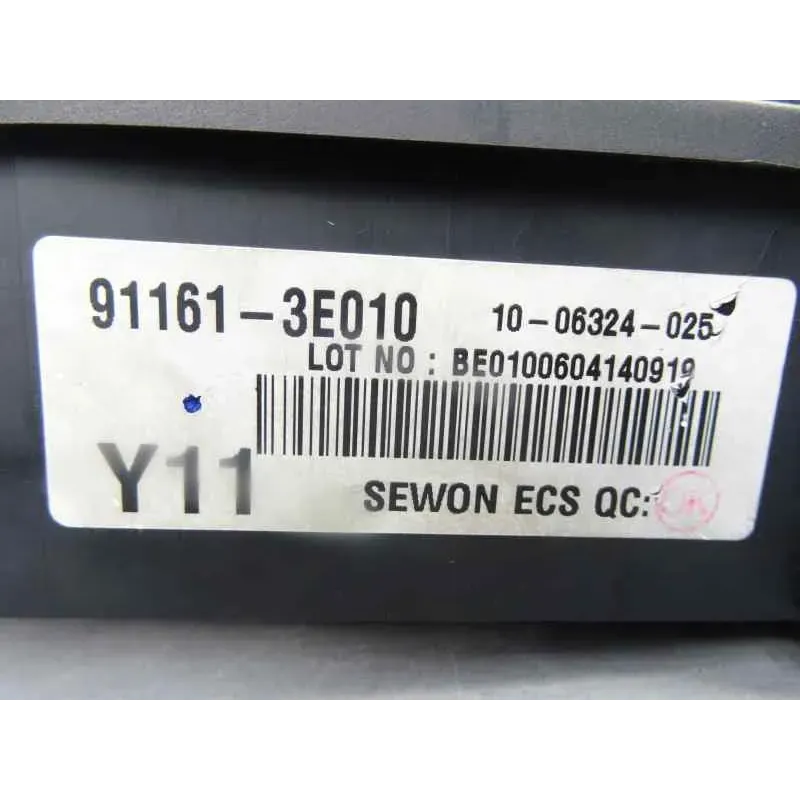 91161-3E010 10-06324-025
LOT NO : BE0100604140919
Y11 SEWON ECS QC: